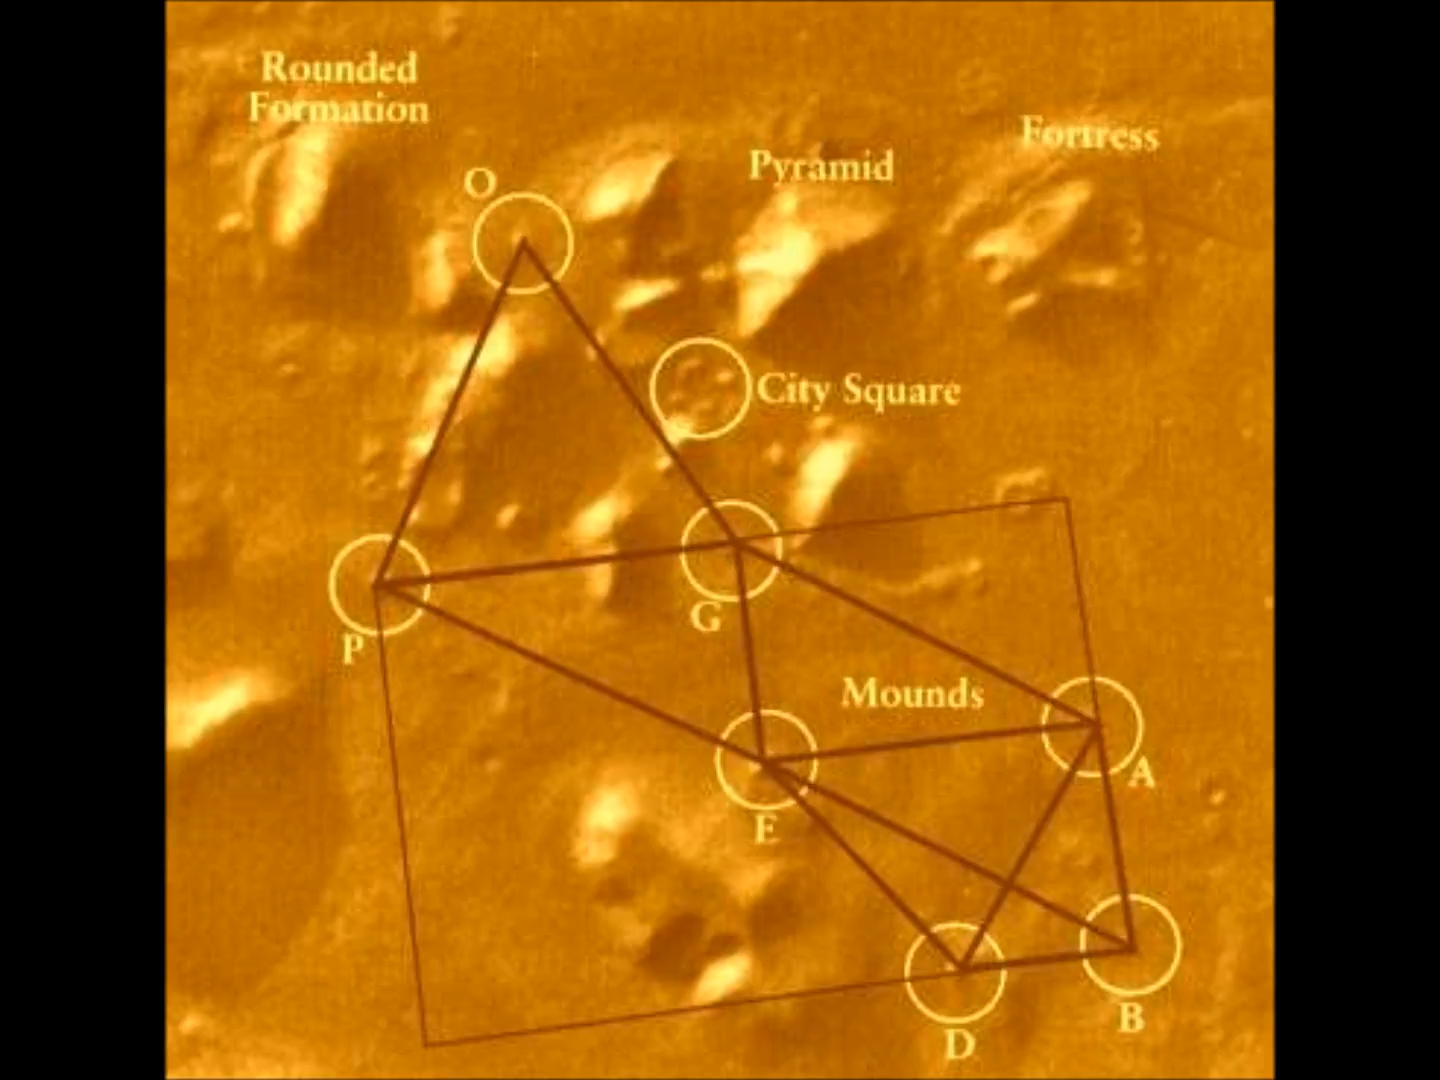 Rounded
Formation
Fortress
Pyramid
O
City Square
G
P
Mounds
A
E
B
D